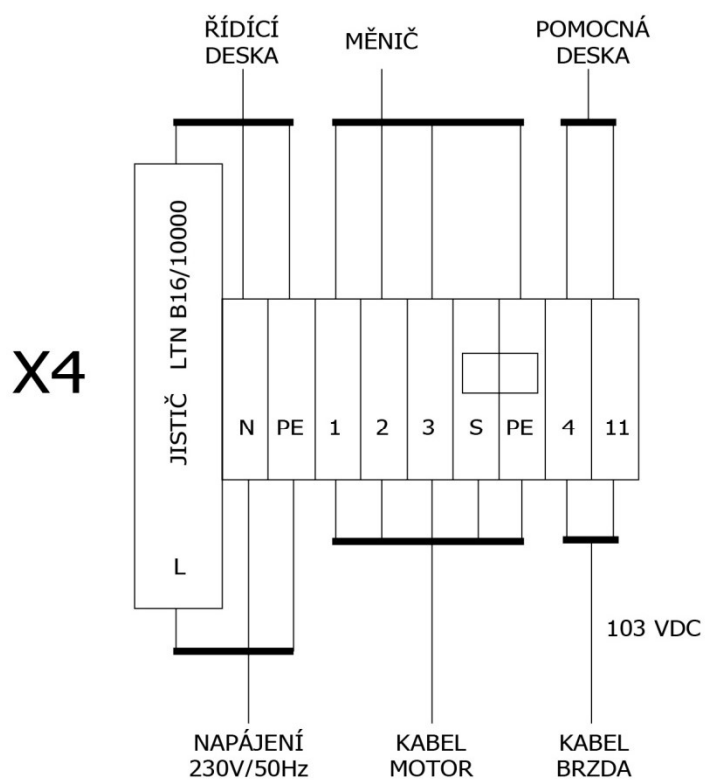 ŘÍDÍCÍ
DESKA
MĚNIČ
POMOCNÁ
DESKA
X4
JISTIČ LTN B16/10000
L
N PE 1 2 3 S PE 4 11
103 VDC
NAPÁJENÍ
230V/50Hz
KABEL
MOTOR
KABEL
BRZDA